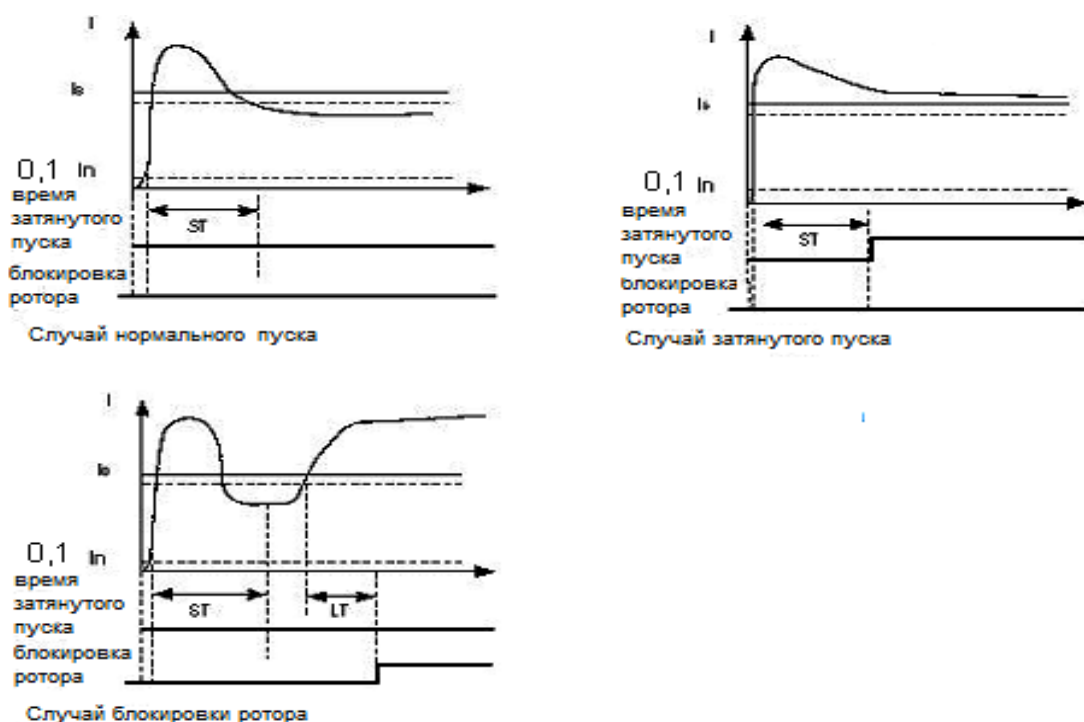 I
Is
0,1 In
время
затянутого
пуска
ST
блокировка
ротора
Случай нормального пуска
I
Is
0,1 In
время
затянутого
пуска
ST
блокировка
ротора
Случай затянутого пуска
I
Is
0,1 In
время
затянутого
пуска
ST
LT
блокировка
ротора
Случай блокировки ротора